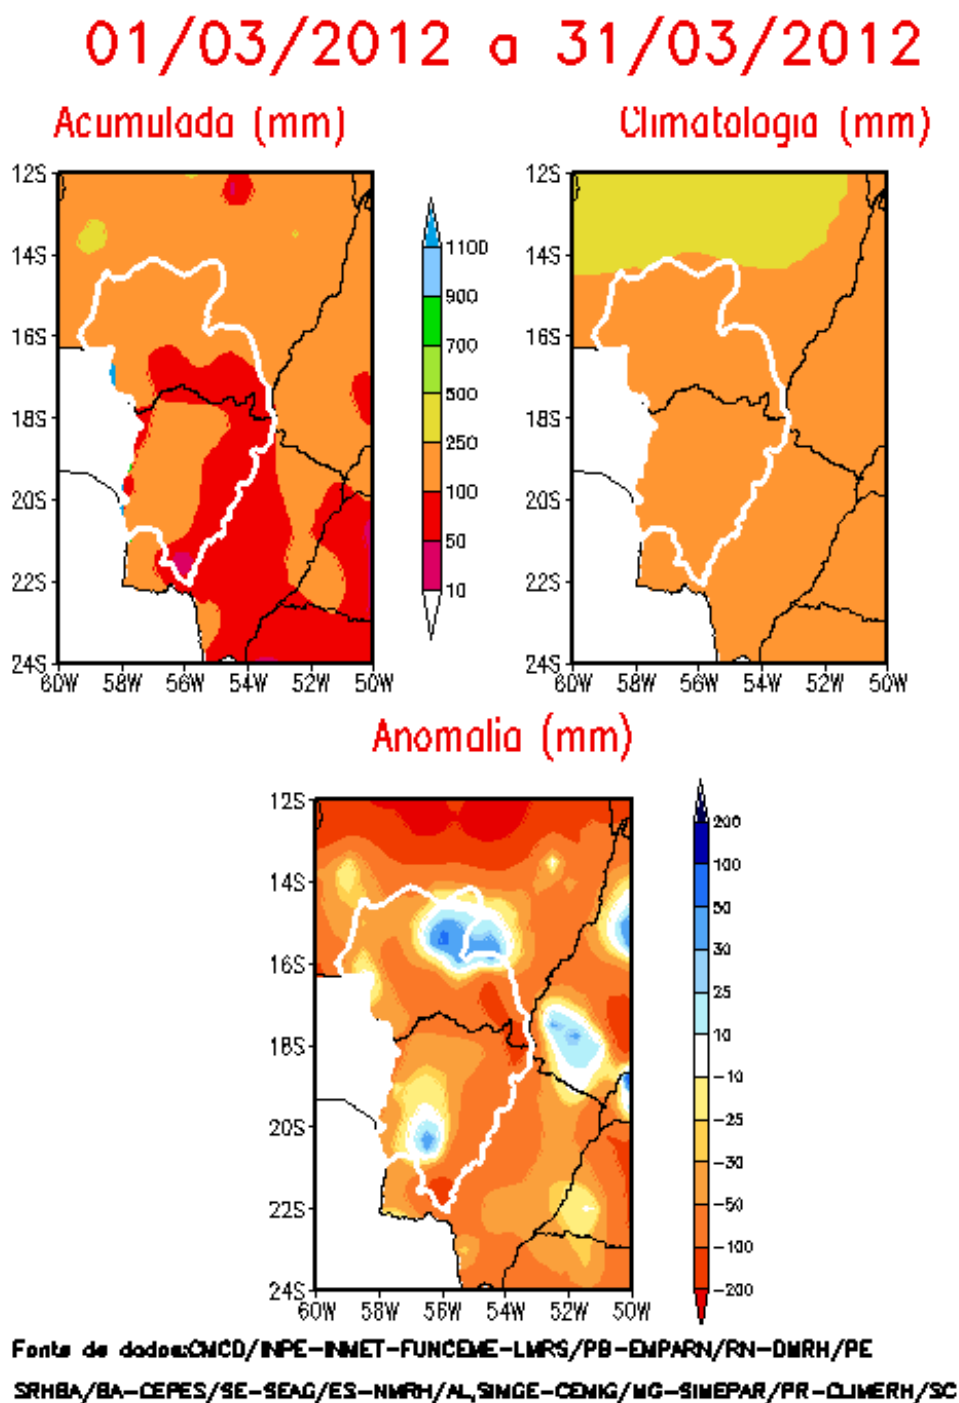 01/03/2012 a 31/03/2012
Acumulada (mm)
Climatologia (mm)
12S
14S
16S
18S
20S
22S
24S
60W 58W 56W 54W 52W 50W
1100
900
700
500
250
100
50
10
12S
14S
16S
18S
20S
22S
24S
60W 58W 56W 54W 52W 50W
Anomalia (mm)
12S
14S
16S
18S
20S
22S
24S
60W 58W 56W 54W 52W 50W
200
100
50
30
25
10
-10
-25
-30
-50
-100
-200
Fonte de dados:CMCD/INPE-INMET-FUNCEME-LMRS/PB-EMPARN/RN-DMRH/PE
SRHBA/BA-CEPES/SE-SEAG/ES-NMRH/AL,SIMGE-CEMIG/MG-SIMEPAR/PR-CLIMERH/SC